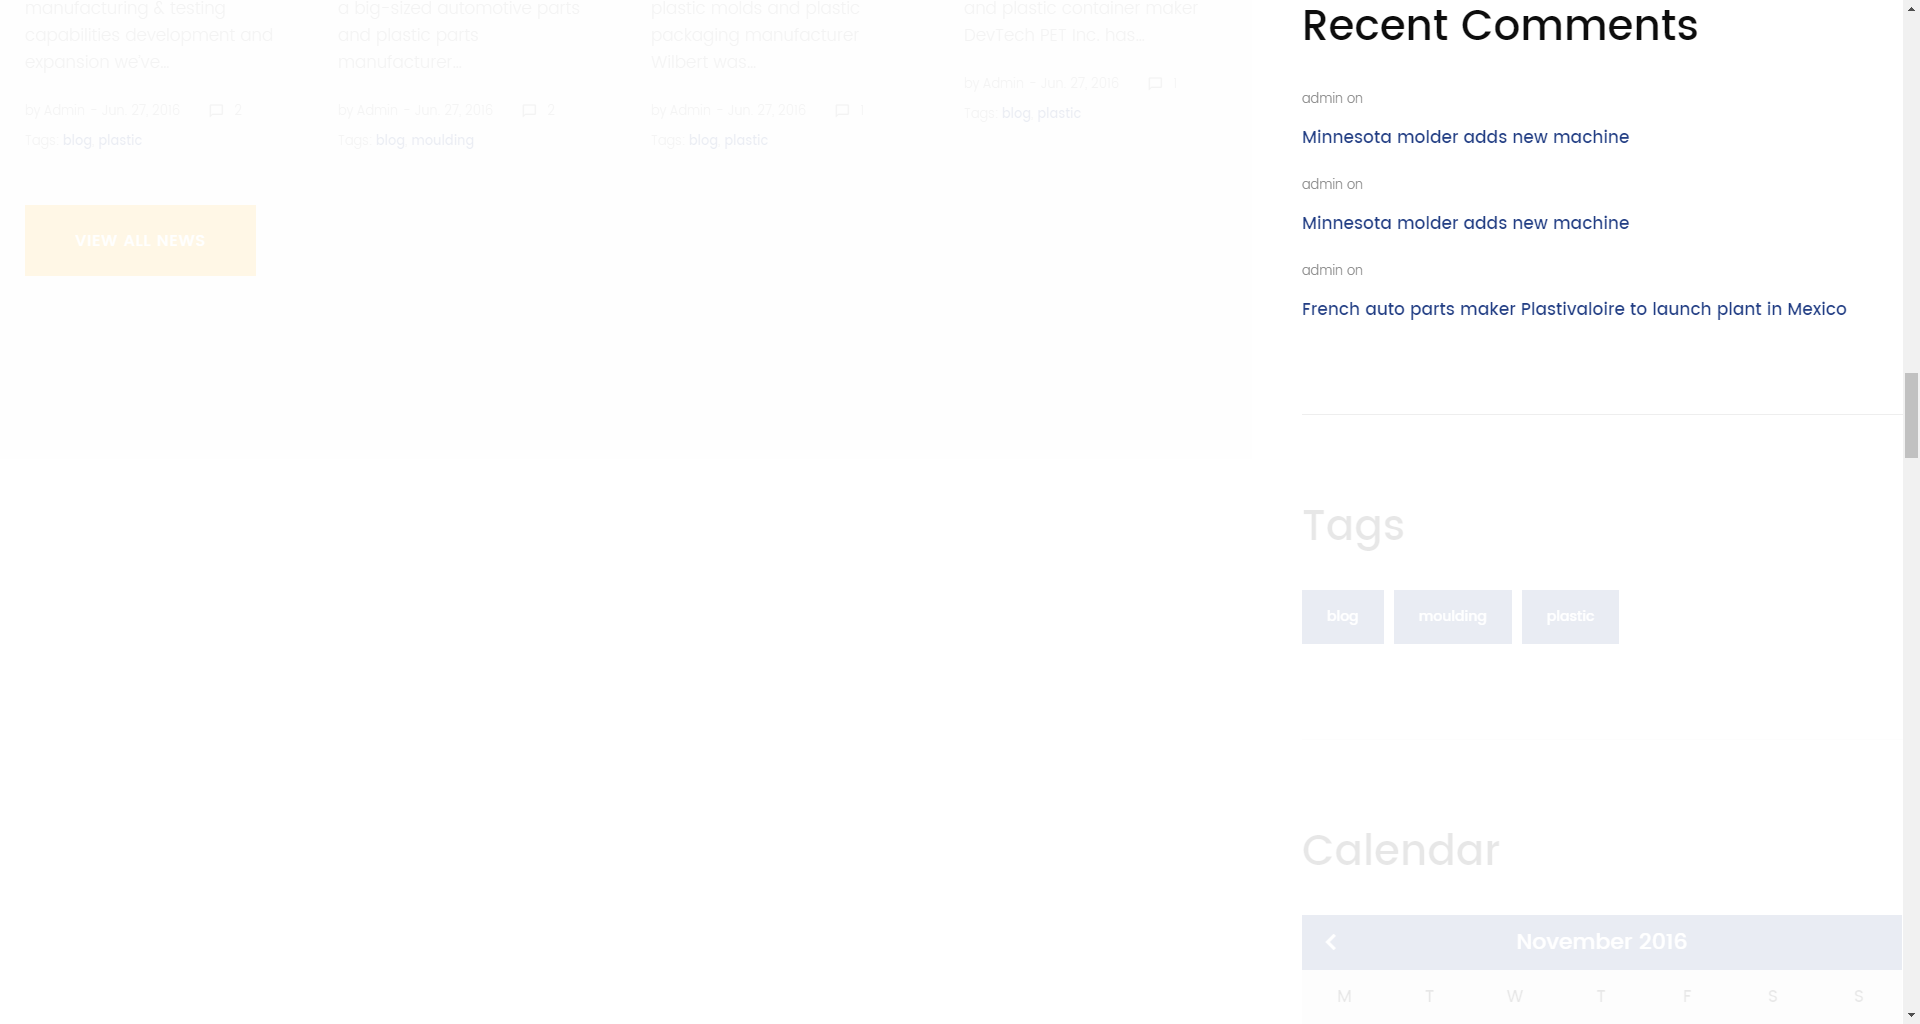 manufacturing & testing
capabilities development and
expansion we've...
by Admin - Jun. 27, 2016 2
Tags: blog, plastic
a big-sized automotive parts
and plastic parts
manufacturer...
by Admin - Jun. 27, 2016 2
Tags: blog, moulding
plastic molds and plastic
packaging manufacturer
Wilbert was...
by Admin - Jun. 27, 2016 1
Tags: blog, plastic
and plastic container maker
DevTech PET Inc. has...
by Admin - Jun. 27, 2016 1
Tags: blog, plastic
VIEW ALL NEWS
Recent Comments
admin on
Minnesota molder adds new machine
admin on
Minnesota molder adds new machine
admin on
French auto parts maker Plastivaloire to launch plant in Mexico
Tags
blog moulding plastic
Calendar
November 2016
M T W T F S S